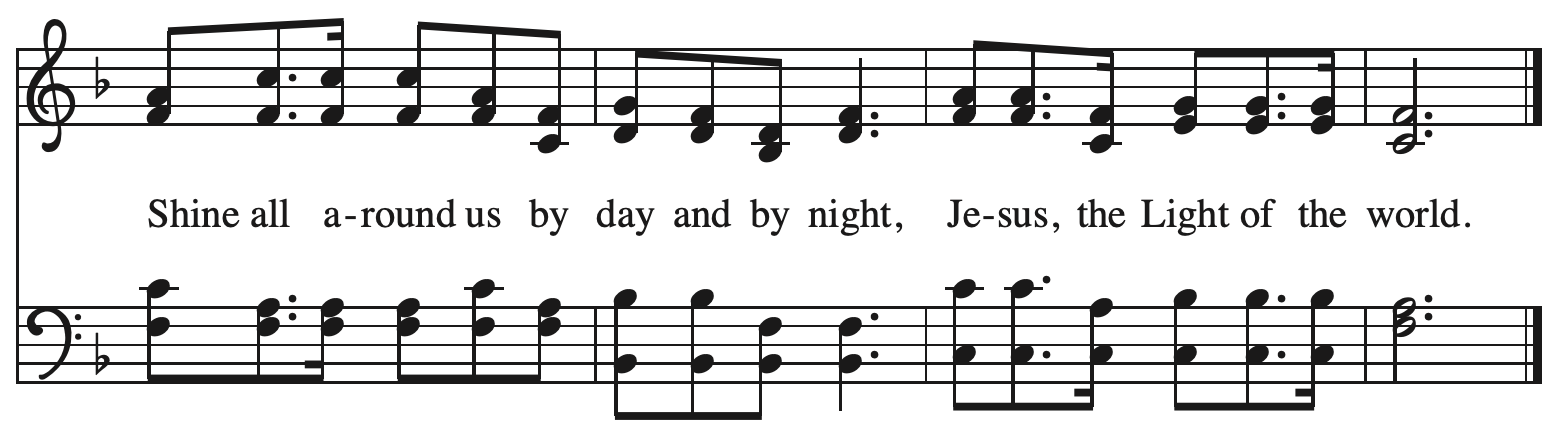 Shine all a-round us by day and by night, Je-sus, the Light of the world.